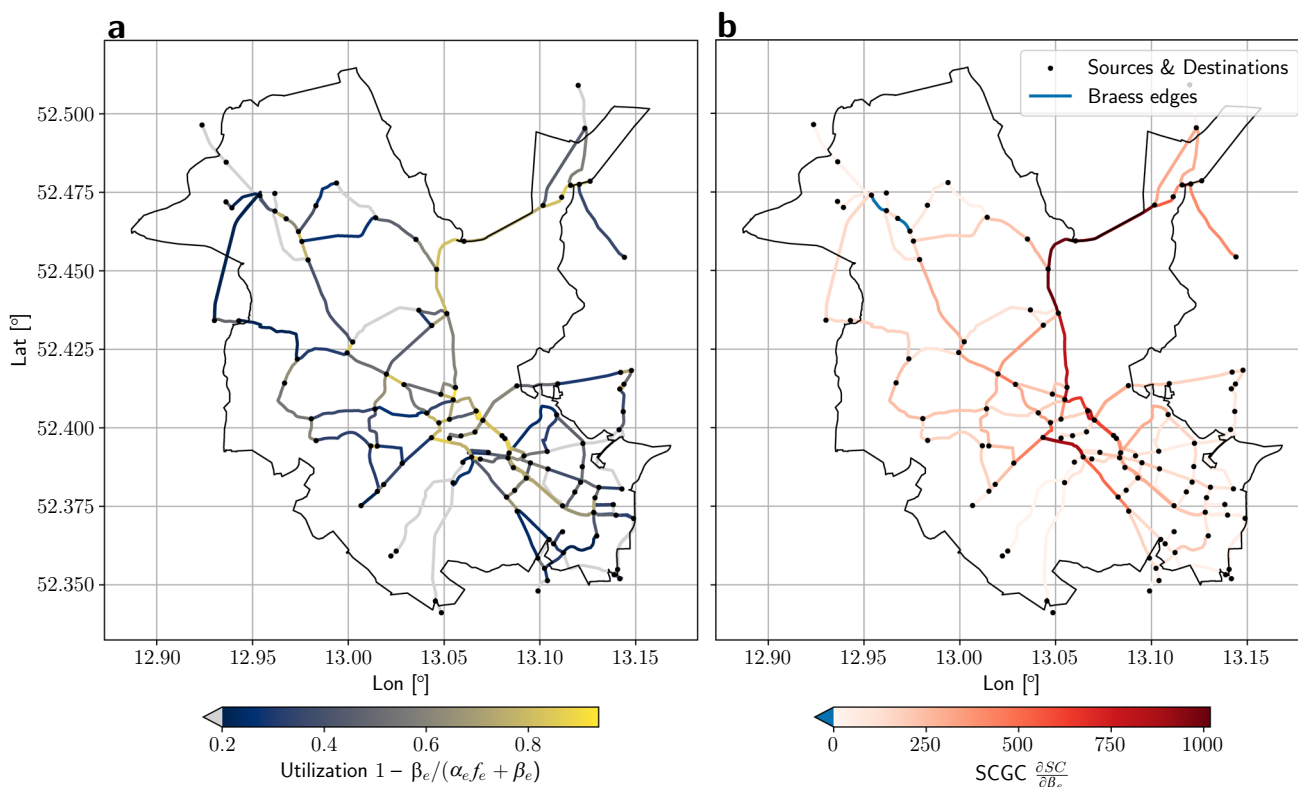 a
b
Sources & Destinations
Braess edges
52.500
52.475
52.450
52.425
52.400
52.375
52.350
Lat [°]
12.90 12.95 13.00 13.05 13.10 13.15
12.90 12.95 13.00 13.05 13.10 13.15
Lon [°]
Lon [°]
0.2 0.4 0.6 0.8
0 250 500 750 1000
Utilization 1 − β_e/(α_e f_e + β_e)
SCGC ∂SC/∂β_e